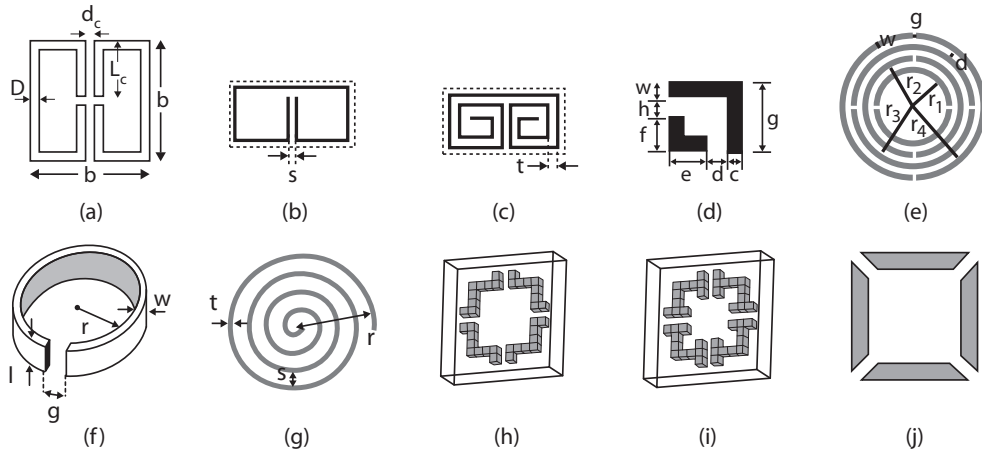 d_c
D
L_c
b
b
(a)
s
(b)
t
(c)
w
h
f
g
e
d
c
(d)
g
w
d
r_2
r_1
r_3
r_4
(e)
r
w
l
g
(f)
t
s
r
(g)
(h)
(i)
(j)